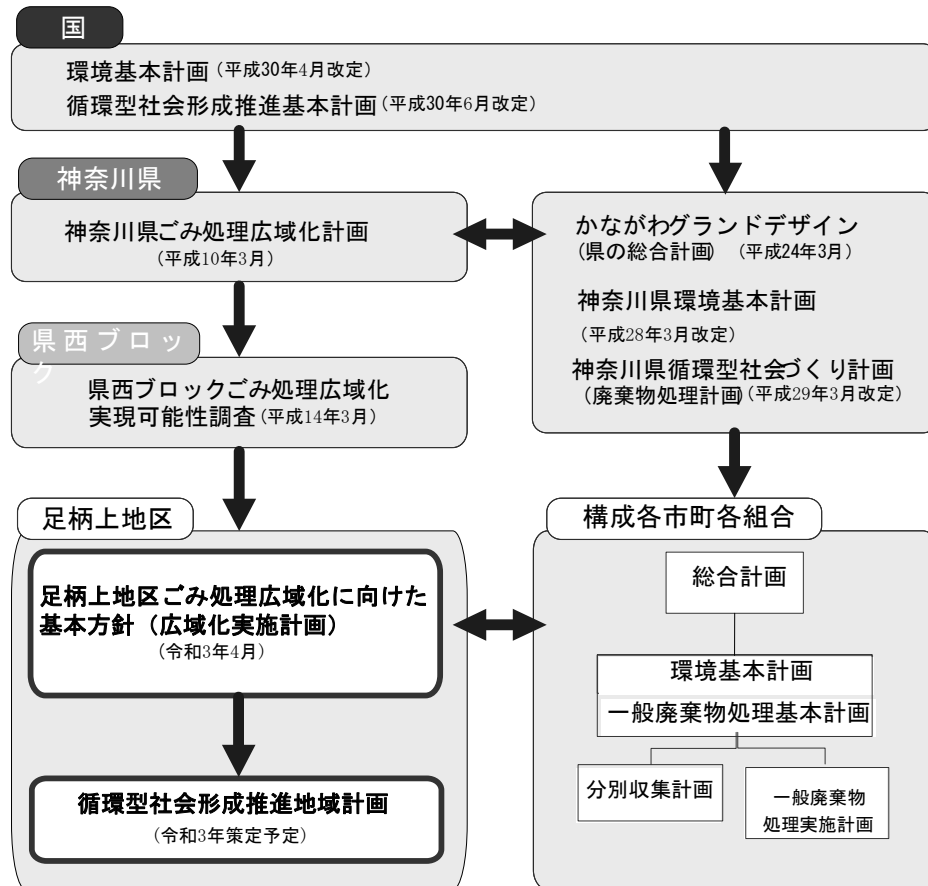 国
環境基本計画(平成30年4月改定)
循環型社会形成推進基本計画(平成30年6月改定)
神奈川県
神奈川県ごみ処理広域化計画
(平成10年3月)
かながわグランドデザイン
(県の総合計画) (平成24年3月)
神奈川県環境基本計画
(平成28年3月改定)
神奈川県循環型社会づくり計画
(廃棄物処理計画)(平成29年3月改定)
県西ブロッ
ク
県西ブロックごみ処理広域化
実現可能性調査(平成14年3月)
足柄上地区
足柄上地区ごみ処理広域化に向けた
基本方針(広域化実施計画)
(令和3年4月)
循環型社会形成推進地域計画
(令和3年策定予定)
構成各市町各組合
総合計画
環境基本計画
一般廃棄物処理基本計画
分別収集計画
一般廃棄物
処理実施計画